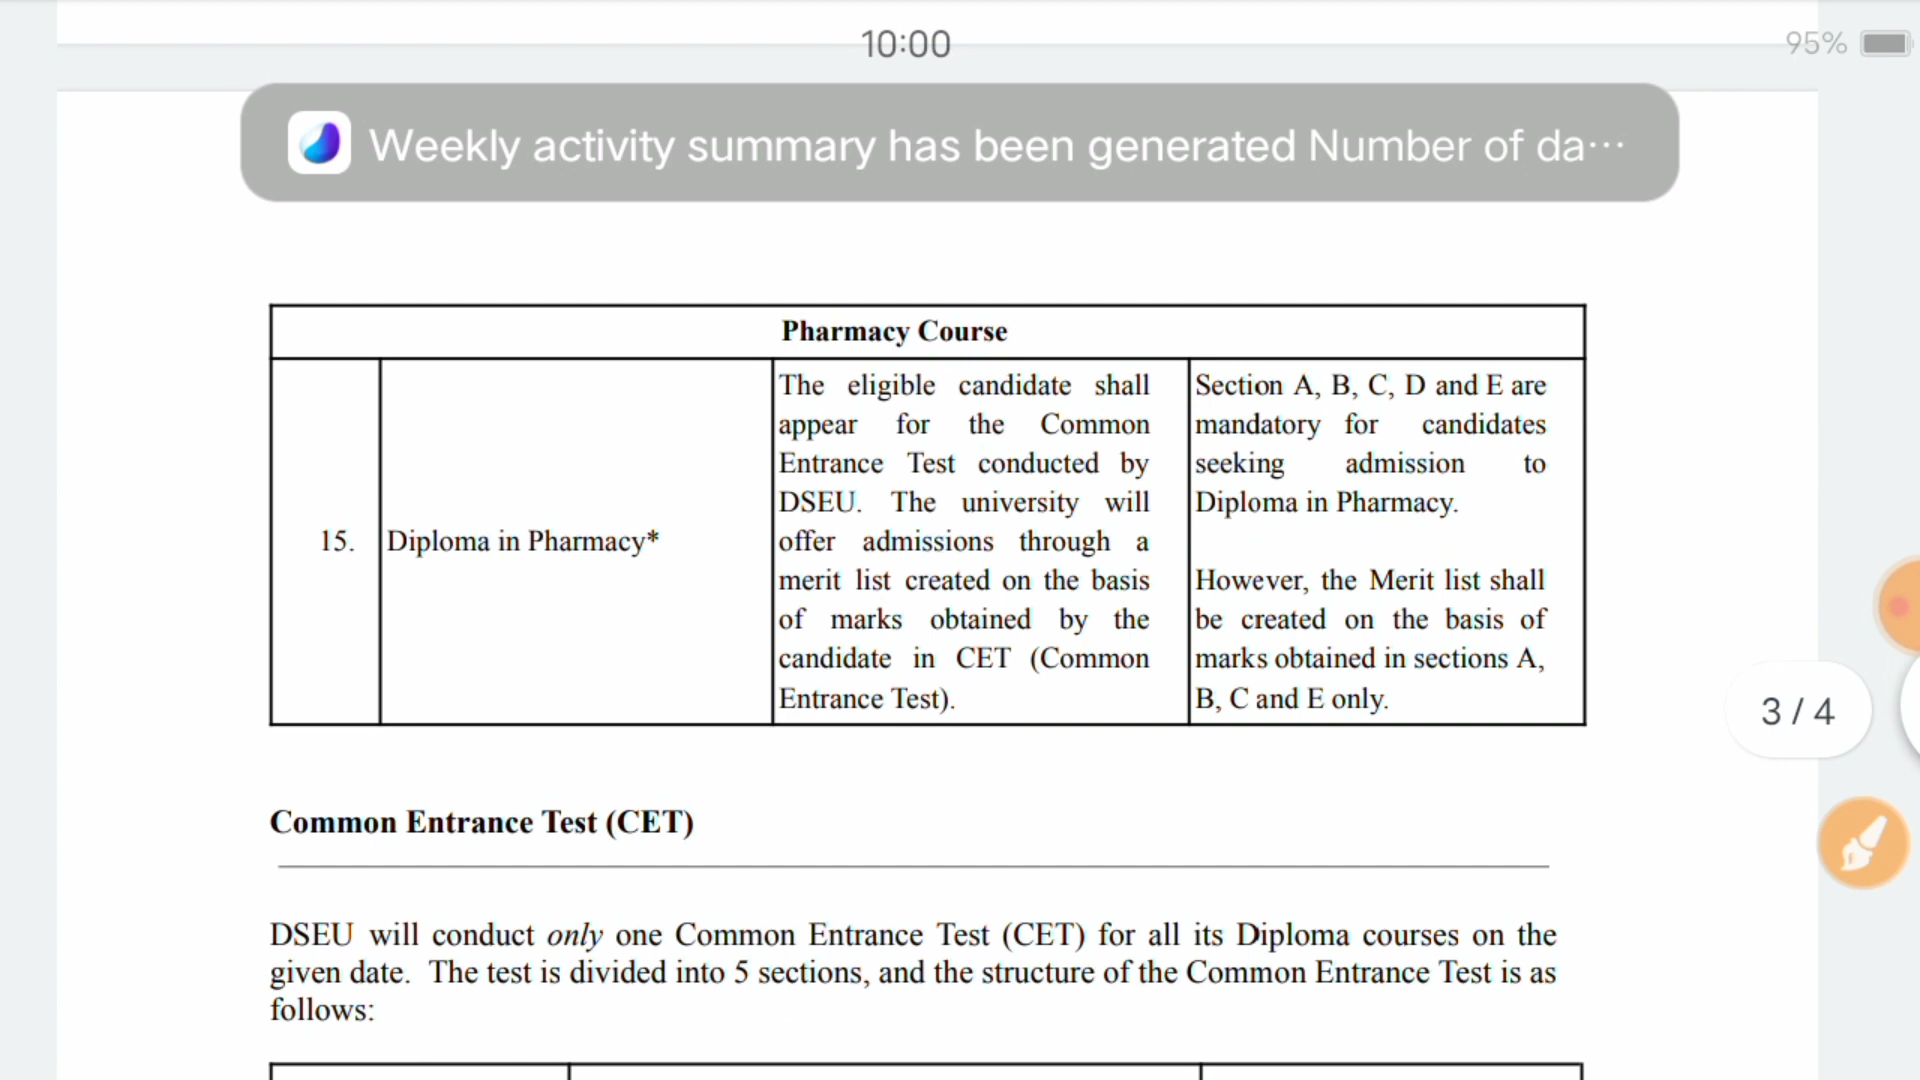 10:00
95%
Weekly activity summary has been generated Number of da···
Pharmacy Course
15.
Diploma in Pharmacy*
The eligible candidate shall
appear for the Common
Entrance Test conducted by
DSEU. The university will
offer admissions through a
merit list created on the basis
of marks obtained by the
candidate in CET (Common
Entrance Test).
Section A, B, C, D and E are
mandatory for candidates
seeking admission to
Diploma in Pharmacy.
However, the Merit list shall
be created on the basis of
marks obtained in sections A,
B, C and E only.
3 / 4
Common Entrance Test (CET)
DSEU will conduct only one Common Entrance Test (CET) for all its Diploma courses on the
given date. The test is divided into 5 sections, and the structure of the Common Entrance Test is as
follows: